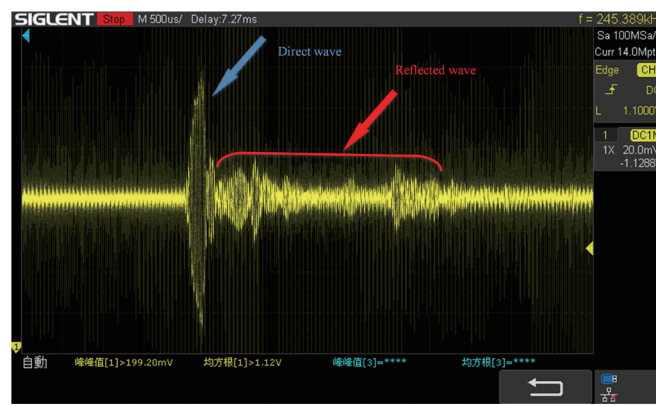 SIGLENT Stop M 500us/ Delay:7.27ms f = 245.389kH
Sa 100MSa/
Curr 14.0Mpt
Direct wave
Reflected wave
Edge CH
DC
L 1.1000
1 DC1M
1X 20.0m
-1.1288
1
自動 峰峰值[1]>199.20mV 均方根[1]>1.12V 峰峰值[3]=**** 均方根[3]=****